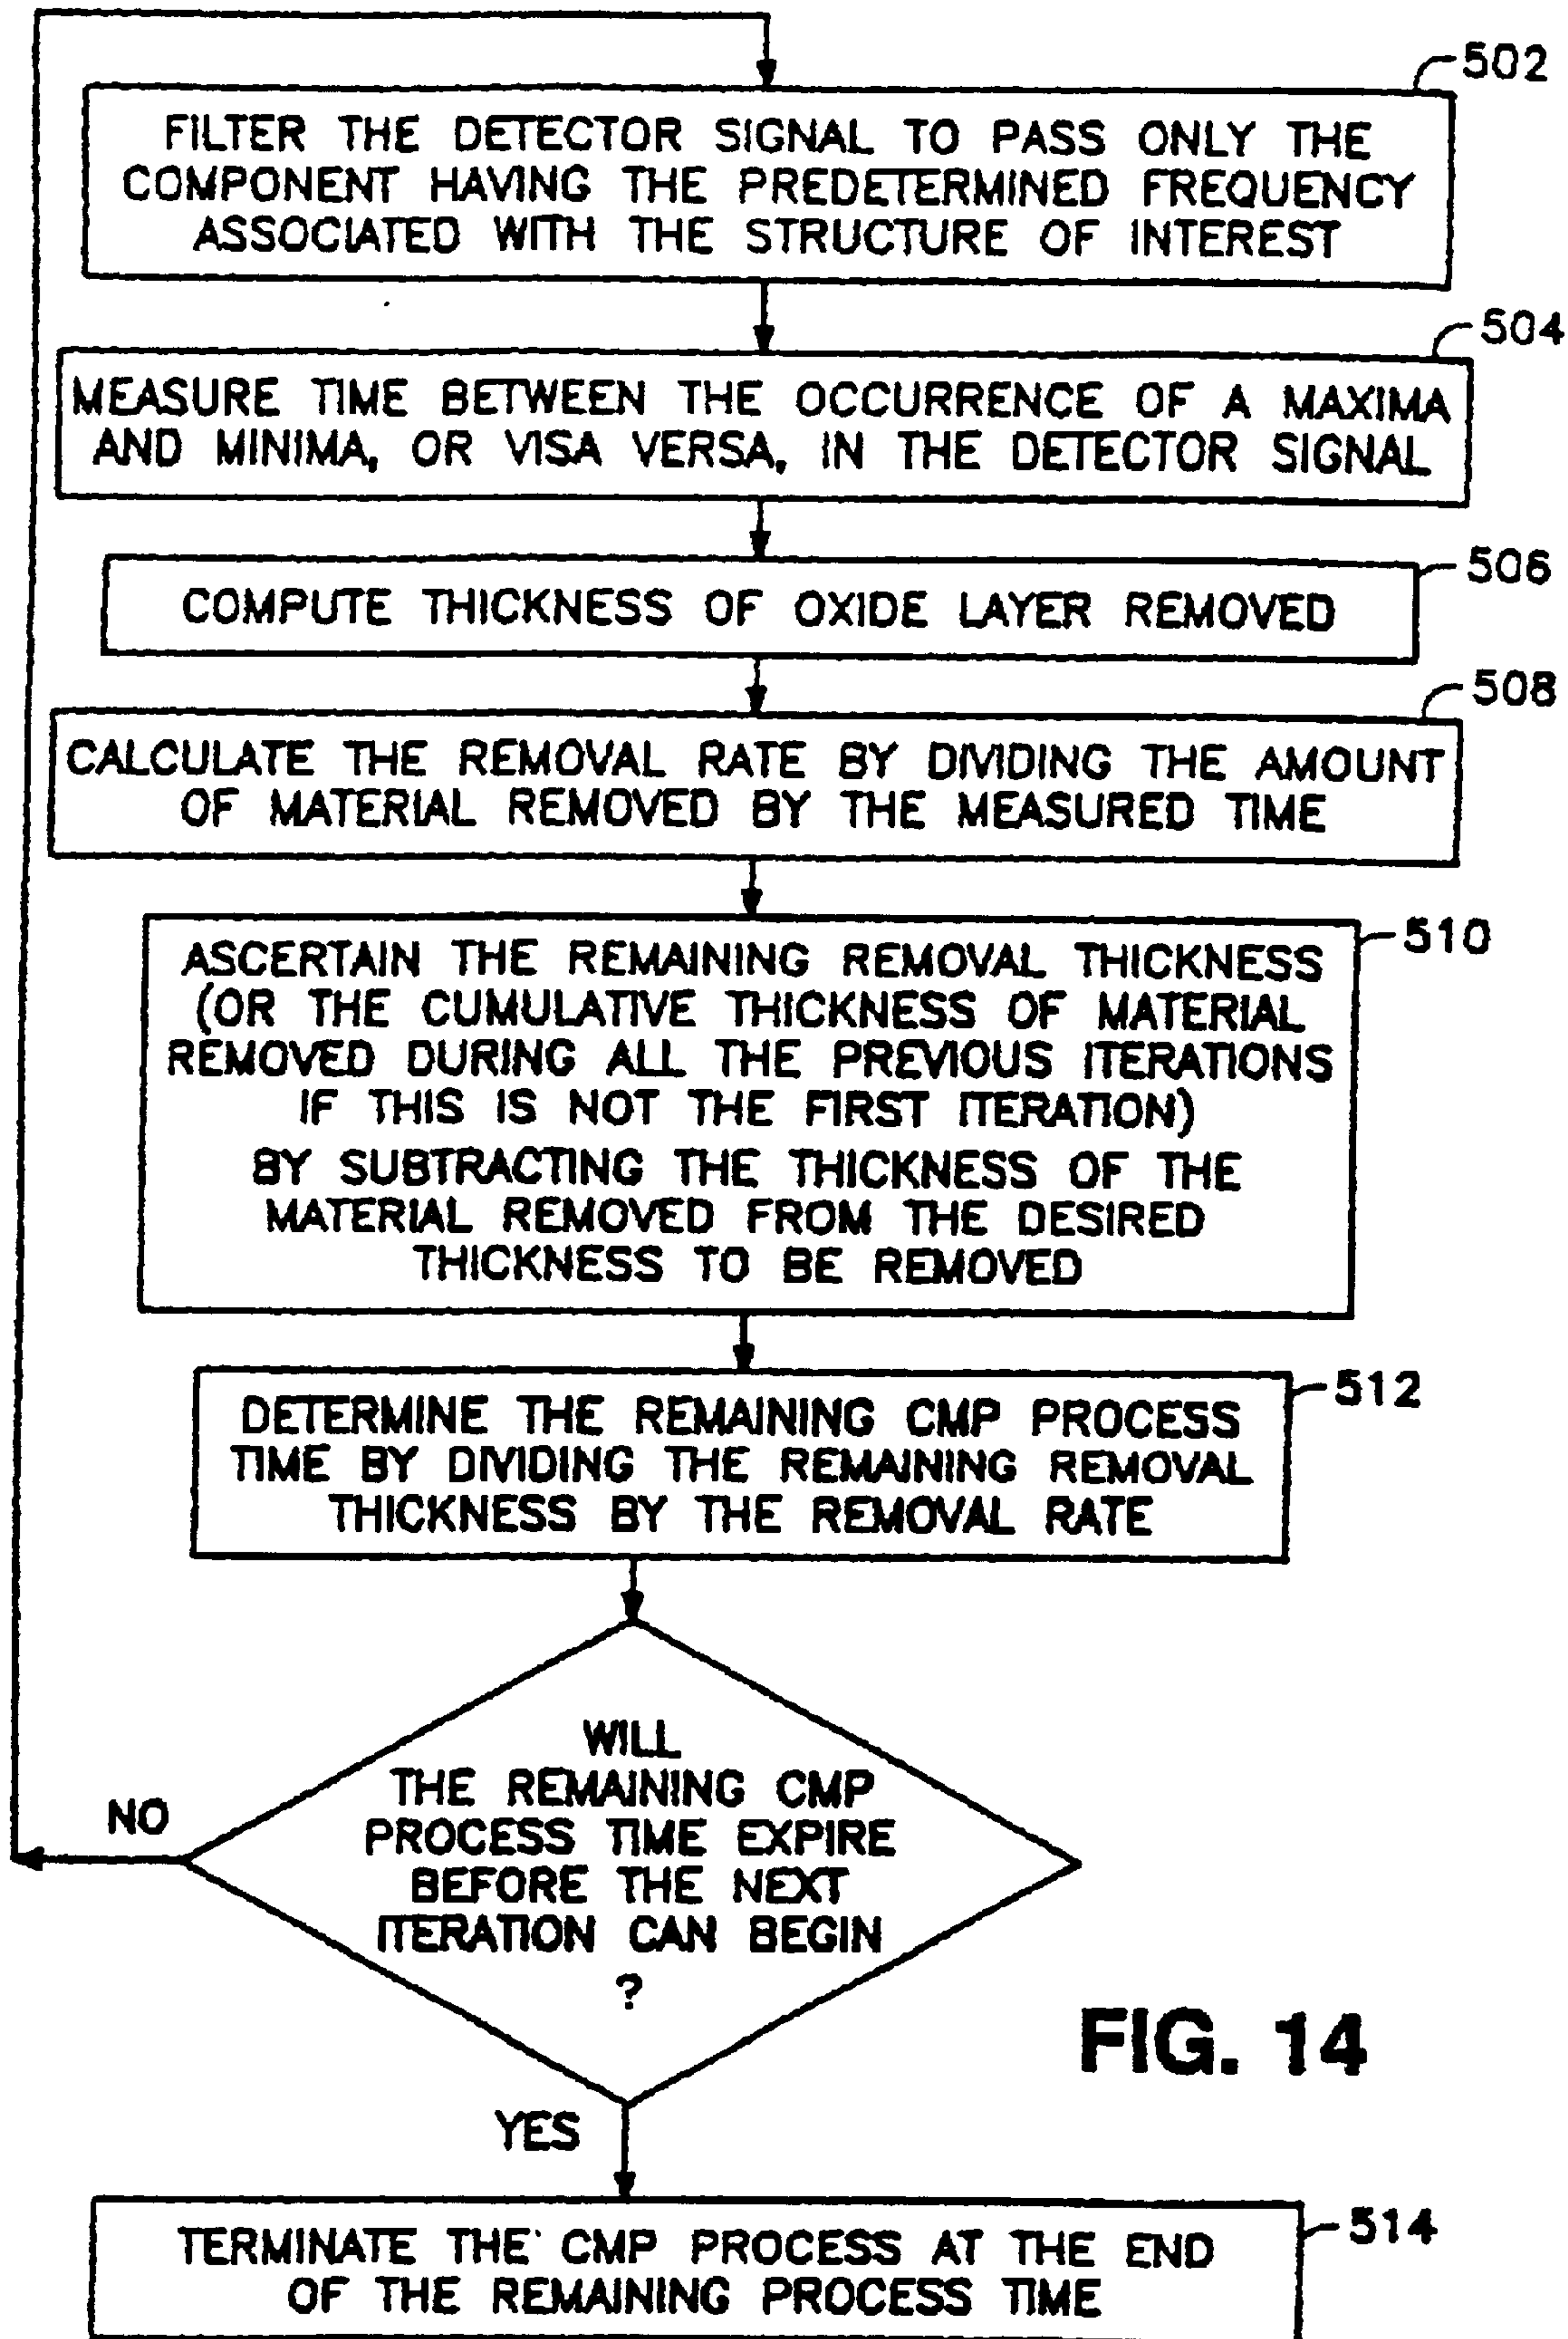 502
FILTER THE DETECTOR SIGNAL TO PASS ONLY THE
COMPONENT HAVING THE PREDETERMINED FREQUENCY
ASSOCIATED WITH THE STRUCTURE OF INTEREST
504
MEASURE TIME BETWEEN THE OCCURRENCE OF A MAXIMA
AND MINIMA, OR VISA VERSA, IN THE DETECTOR SIGNAL
506
COMPUTE THICKNESS OF OXIDE LAYER REMOVED
508
CALCULATE THE REMOVAL RATE BY DIVIDING THE AMOUNT
OF MATERIAL REMOVED BY THE MEASURED TIME
510
ASCERTAIN THE REMAINING REMOVAL THICKNESS
(OR THE CUMULATIVE THICKNESS OF MATERIAL
REMOVED DURING ALL THE PREVIOUS ITERATIONS
IF THIS IS NOT THE FIRST ITERATION)
BY SUBTRACTING THE THICKNESS OF THE
MATERIAL REMOVED FROM THE DESIRED
THICKNESS TO BE REMOVED
512
DETERMINE THE REMAINING CMP PROCESS
TIME BY DIVIDING THE REMAINING REMOVAL
THICKNESS BY THE REMOVAL RATE
WILL
THE REMAINING CMP
PROCESS TIME EXPIRE
BEFORE THE NEXT
ITERATION CAN BEGIN
?
NO
YES
FIG. 14
514
TERMINATE THE CMP PROCESS AT THE END
OF THE REMAINING PROCESS TIME